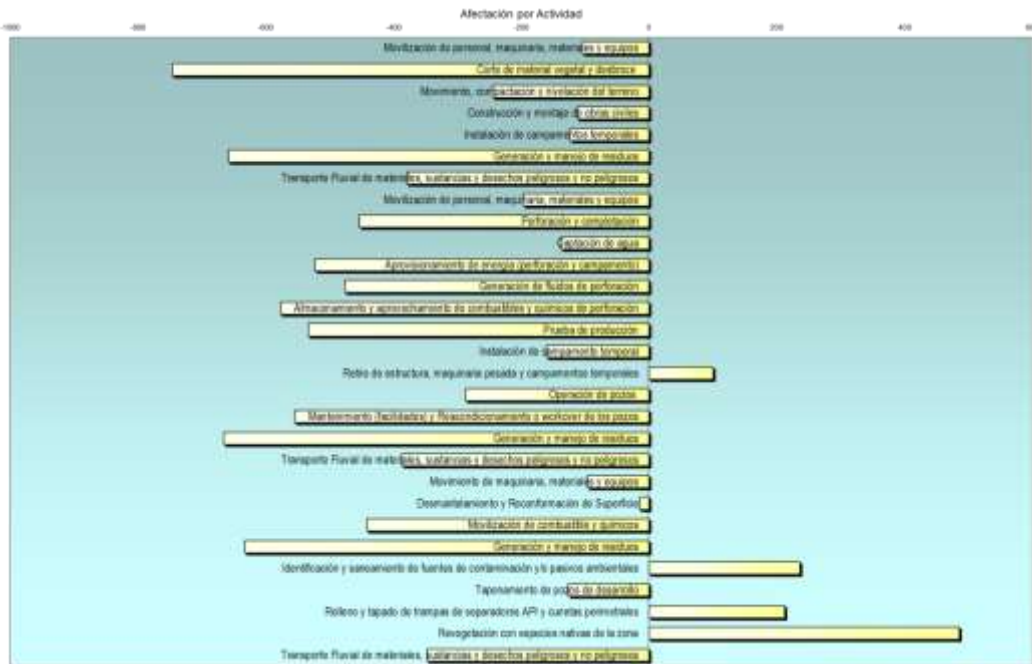 Afectación por Actividad
-1000 -800 -600 -400 -200 0 200 400 600
Movilización de personal, maquinaria, materiales y equipos
Corte de material vegetal y desbroce
Movimiento, compactación y nivelación del terreno
Construcción y montaje de obras civiles
Instalación de campamentos temporales
Generación y manejo de residuos
Transporte Fluvial de materiales, sustancias y desechos peligrosos y no peligrosos
Movilización de personal, maquinaria, materiales y equipos
Perforación y completación
Captación de agua
Aprovisionamiento de energía (perforación y campamento)
Generación de fluidos de perforación
Almacenamiento y aprovechamiento de combustibles y químicos de perforación
Prueba de producción
Instalación de campamento temporal
Retiro de estructura, maquinaria pesada y campamentos temporales
Operación de pozos
Mantenimiento (facilidades) y Reacondicionamiento o workover de los pozos
Generación y manejo de residuos
Transporte Fluvial de materiales, sustancias y desechos peligrosos y no peligrosos
Movimiento de maquinaria, materiales y equipos
Desmantelamiento y Reconformación de Superficie
Movilización de combustible y químicos
Generación y manejo de residuos
Identificación y saneamiento de fuentes de contaminación y/o pasivos ambientales
Taponamiento de pozos de desarrollo
Relleno y tapado de trampas de separadores API y cunetas perimetrales
Revegetación con especies nativas de la zona
Transporte Fluvial de materiales, sustancias y desechos peligrosos y no peligrosos